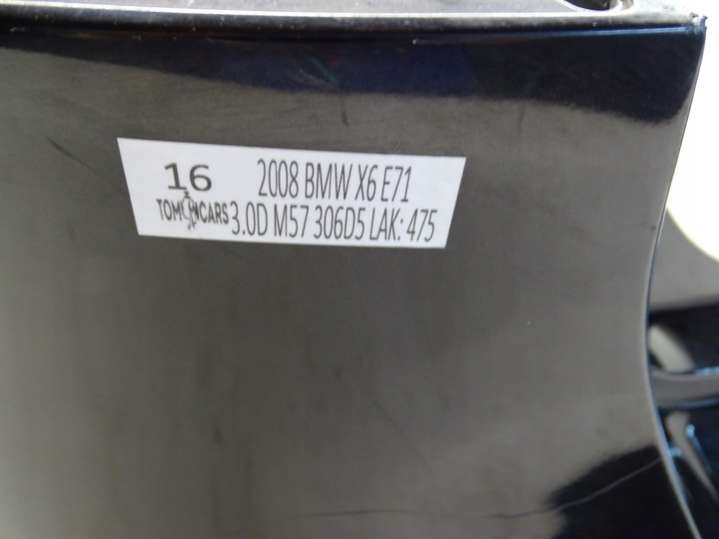 16 2008 BMW X6 E71
TOMCARS 3.0D M57 306D5 LAK: 475